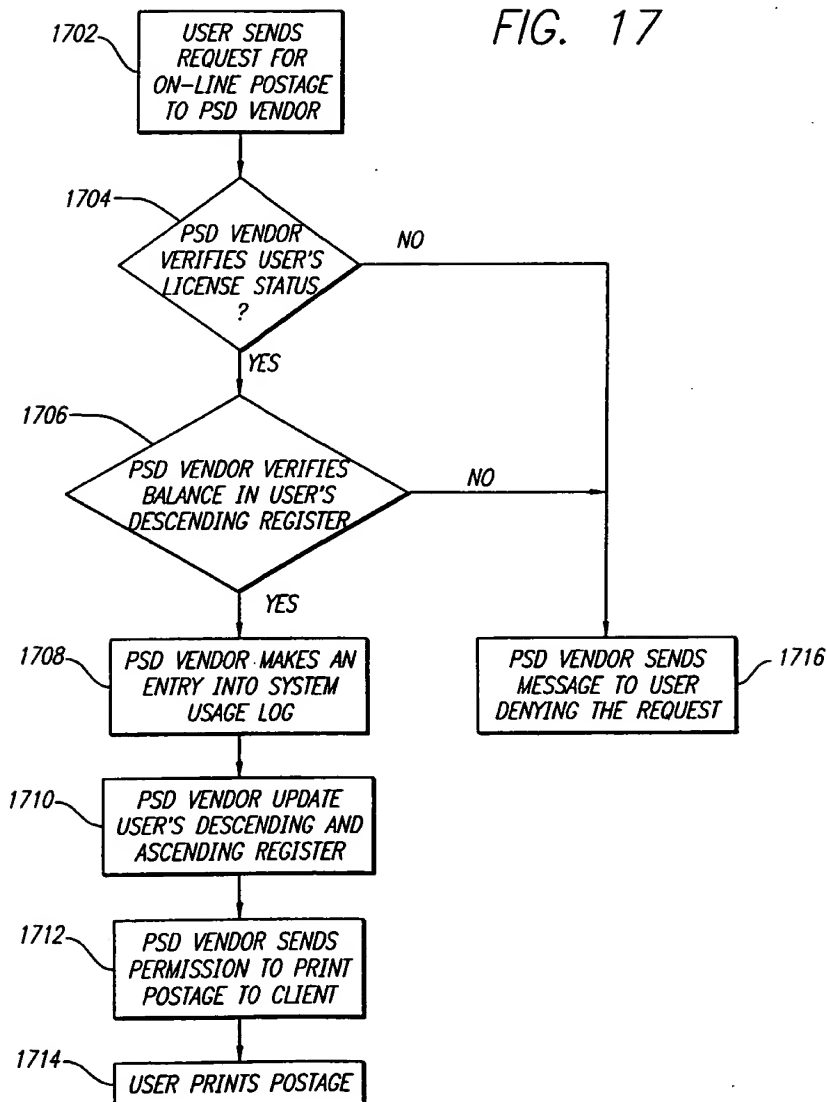 FIG. 17
1702
USER SENDS
REQUEST FOR
ON-LINE POSTAGE
TO PSD VENDOR
1704
PSD VENDOR
VERIFIES USER'S
LICENSE STATUS
?
NO
YES
1706
PSD VENDOR VERIFIES
BALANCE IN USER'S
DESCENDING REGISTER
NO
YES
1708
PSD VENDOR MAKES AN
ENTRY INTO SYSTEM
USAGE LOG
PSD VENDOR SENDS
MESSAGE TO USER
DENYING THE REQUEST
1716
1710
PSD VENDOR UPDATE
USER'S DESCENDING AND
ASCENDING REGISTER
1712
PSD VENDOR SENDS
PERMISSION TO PRINT
POSTAGE TO CLIENT
1714
USER PRINTS POSTAGE